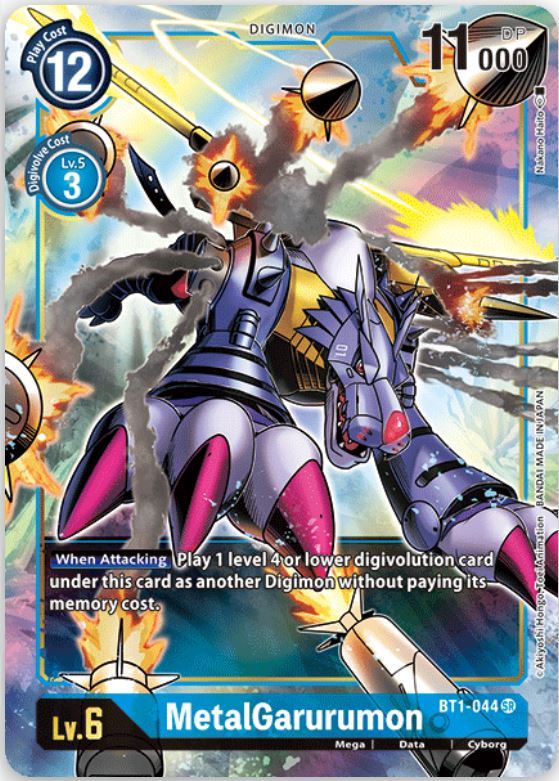 DIGIMON
Play Cost
12
DP
11000
Digivolve Cost
Lv.5
3
Nakano Haito
When Attacking Play 1 level 4 or lower digivolution card
under this card as another Digimon without paying its
memory cost.
© Akiyoshi Hongo, Toei Animation BANDAI MADE IN JAPAN
01
BT1-044 SR
Lv.6
MetalGarurumon
Mega | Data | Cyborg